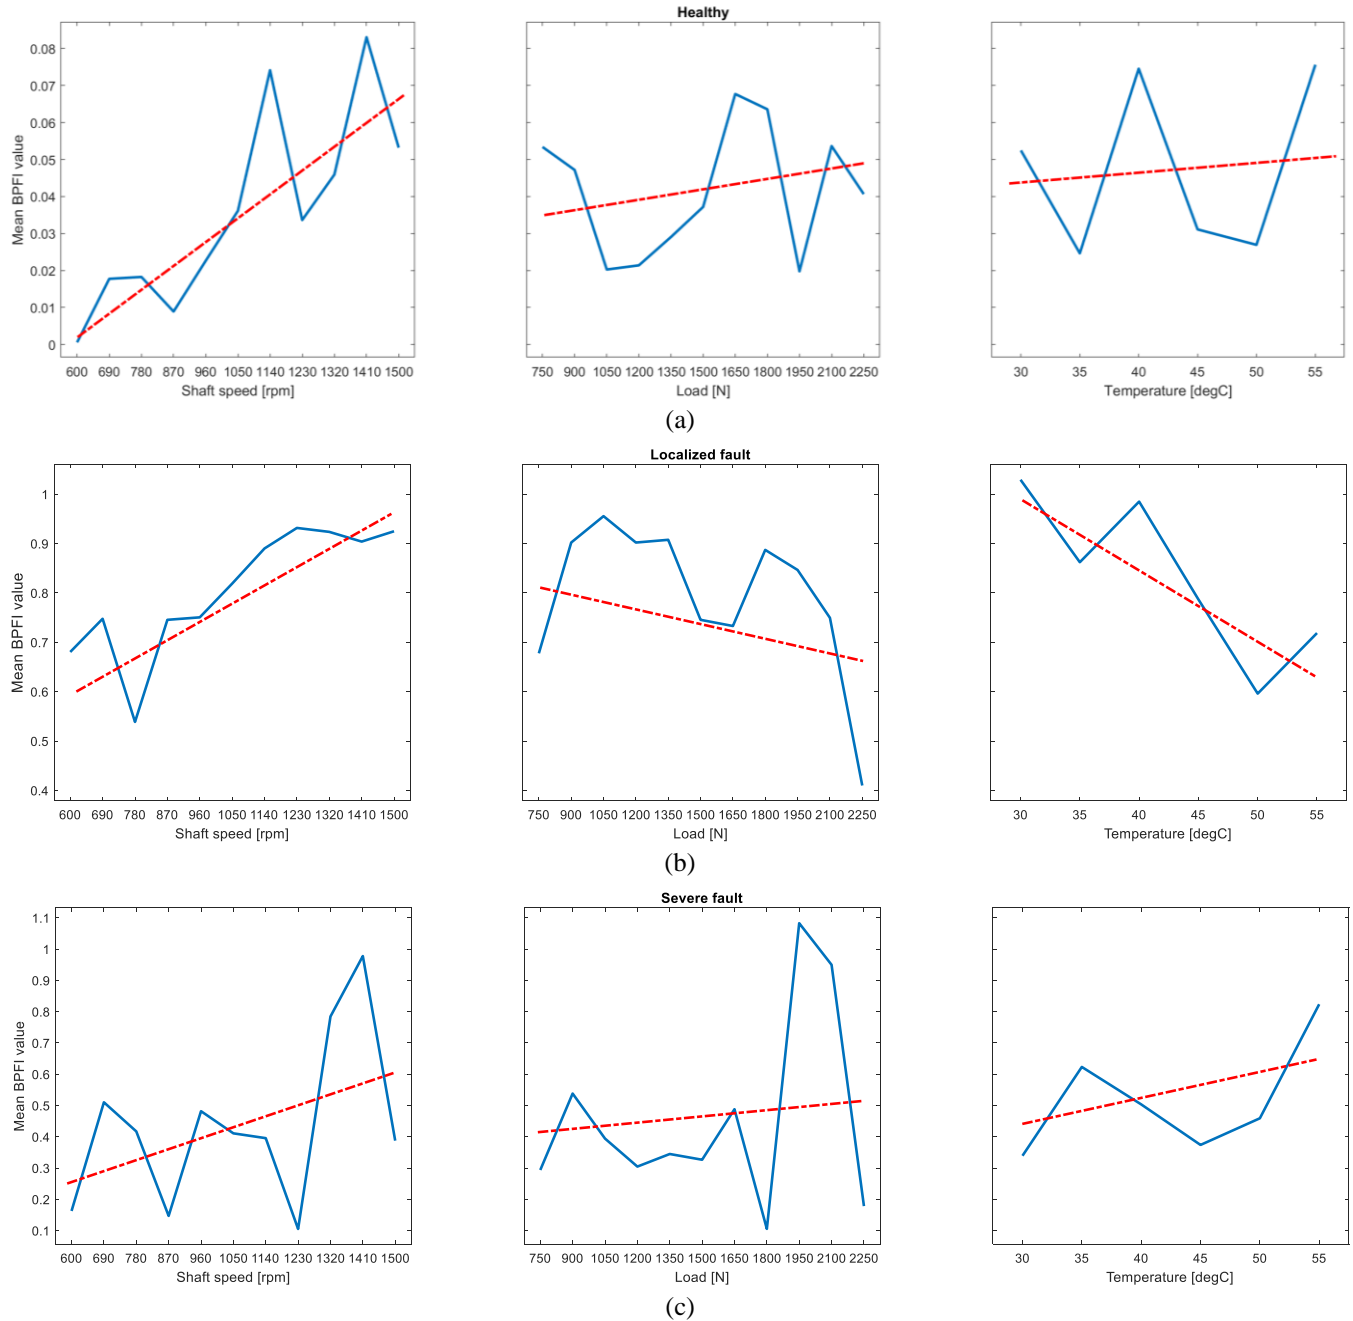 Healthy
Mean BPFI value
0.08
0.07
0.06
0.05
0.04
0.03
0.02
0.01
0
600 690 780 870 960 1050 1140 1230 1320 1410 1500
Shaft speed [rpm]
750 900 1050 1200 1350 1500 1650 1800 1950 2100 2250
Load [N]
30 35 40 45 50 55
Temperature [degC]
(a)
Localized fault
Mean BPFI value
1
0.9
0.8
0.7
0.6
0.5
0.4
600 690 780 870 960 1050 1140 1230 1320 1410 1500
Shaft speed [rpm]
750 900 1050 1200 1350 1500 1650 1800 1950 2100 2250
Load [N]
30 35 40 45 50 55
Temperature [degC]
(b)
Severe fault
Mean BPFI value
1.1
1
0.9
0.8
0.7
0.6
0.5
0.4
0.3
0.2
0.1
600 690 780 870 960 1050 1140 1230 1320 1410 1500
Shaft speed [rpm]
750 900 1050 1200 1350 1500 1650 1800 1950 2100 2250
Load [N]
30 35 40 45 50 55
Temperature [degC]
(c)